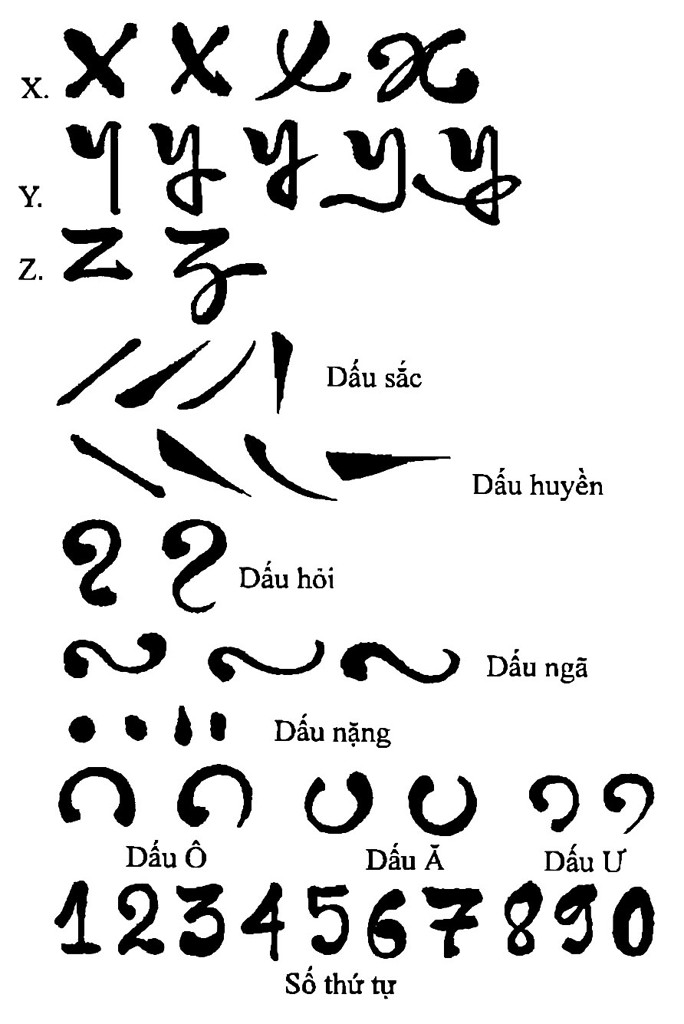 X. x x x x
Y. y y y y y
Z. z z
Dấu sắc
Dấu huyền
Dấu hỏi
Dấu ngã
Dấu nặng
Dấu Ô Dấu Ă Dấu Ư
1 2 3 4 5 6 7 8 9 0
Số thứ tự